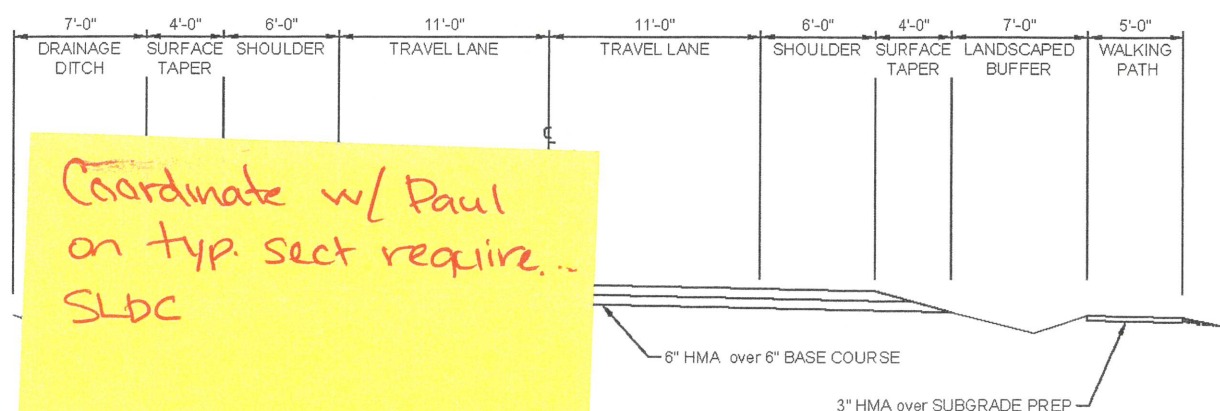 7'-0" 4'-0" 6'-0" 11'-0" 11'-0" 6'-0" 4'-0" 7'-0" 5'-0"
DRAINAGE SURFACE SHOULDER TRAVEL LANE TRAVEL LANE SHOULDER SURFACE LANDSCAPED WALKING
DITCH TAPER TAPER BUFFER PATH
℄
Coordinate w/ Paul
on typ. sect require...
SLDC
6" HMA over 6" BASE COURSE
3" HMA over SUBGRADE PREP